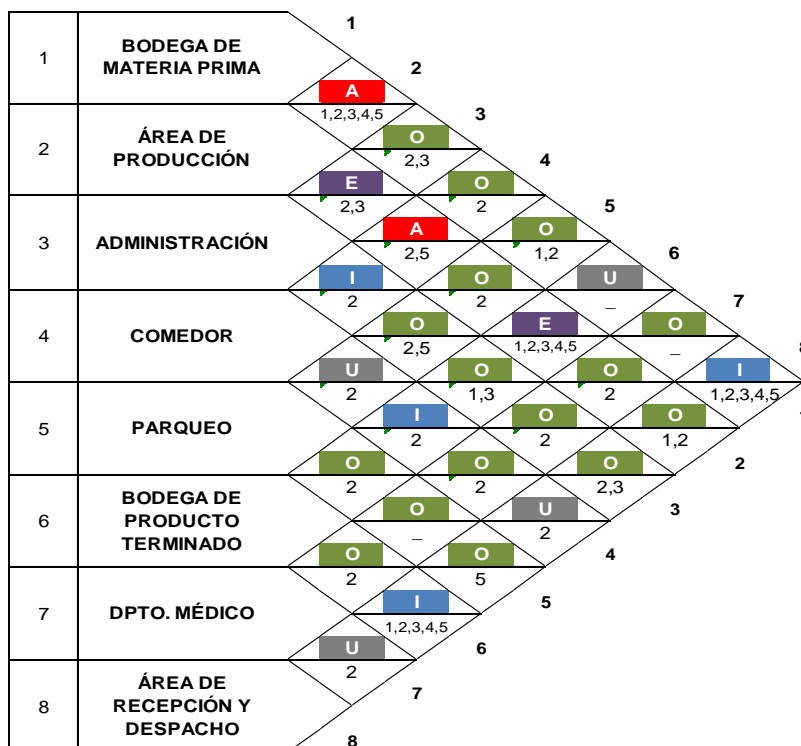 1
1
BODEGA DE
MATERIA PRIMA
2
A
1,2,3,4,5
3
2
ÁREA DE
PRODUCCIÓN
O
2,3
4
E
2,3
O
2
5
3
ADMINISTRACIÓN
A
2,5
O
1,2
6
I
2
O
2
U
_
7
4
COMEDOR
O
2,5
E
1,2,3,4,5
O
_
8
U
2
O
1,3
O
2
I
1,2,3,4,5
5
PARQUEO
I
2
O
2
O
1,2
2
O
2
O
2
O
2,3
3
6
BODEGA DE
PRODUCTO
TERMINADO
O
_
U
2
4
O
2
O
5
5
7
DPTO. MÉDICO
I
1,2,3,4,5
6
U
2
7
8
ÁREA DE
RECEPCIÓN Y
DESPACHO
8